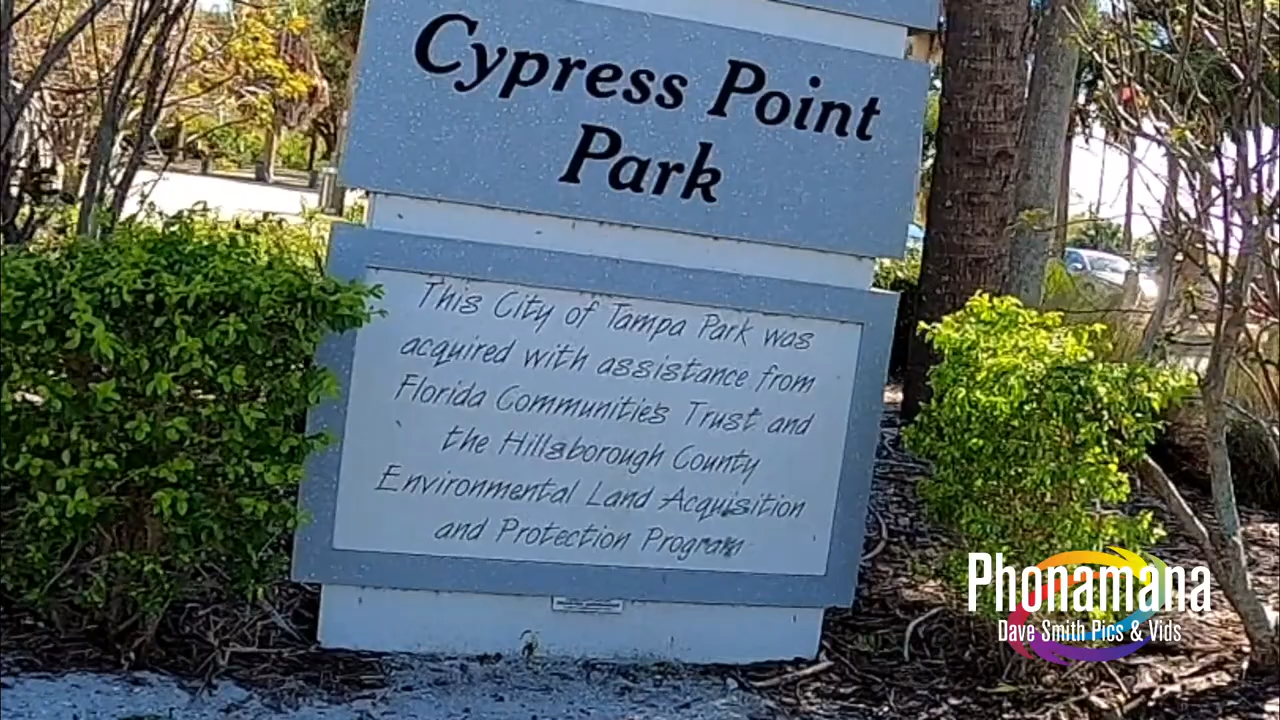 Cypress Point
Park
This City of Tampa Park was
acquired with assistance from
Florida Communities Trust and
the Hillsborough County
Environmental Land Acquisition
and Protection Program
Phonamana
Dave Smith Pics & Vids